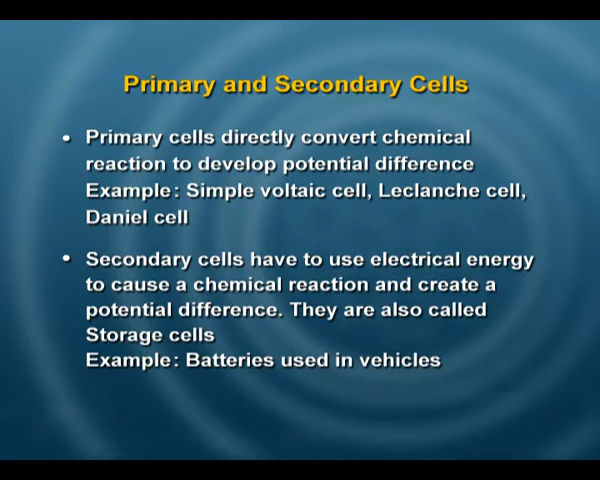 Primary and Secondary Cells
• Primary cells directly convert chemical
reaction to develop potential difference
Example: Simple voltaic cell, Leclanche cell,
Daniel cell
• Secondary cells have to use electrical energy
to cause a chemical reaction and create a
potential difference. They are also called
Storage cells
Example: Batteries used in vehicles